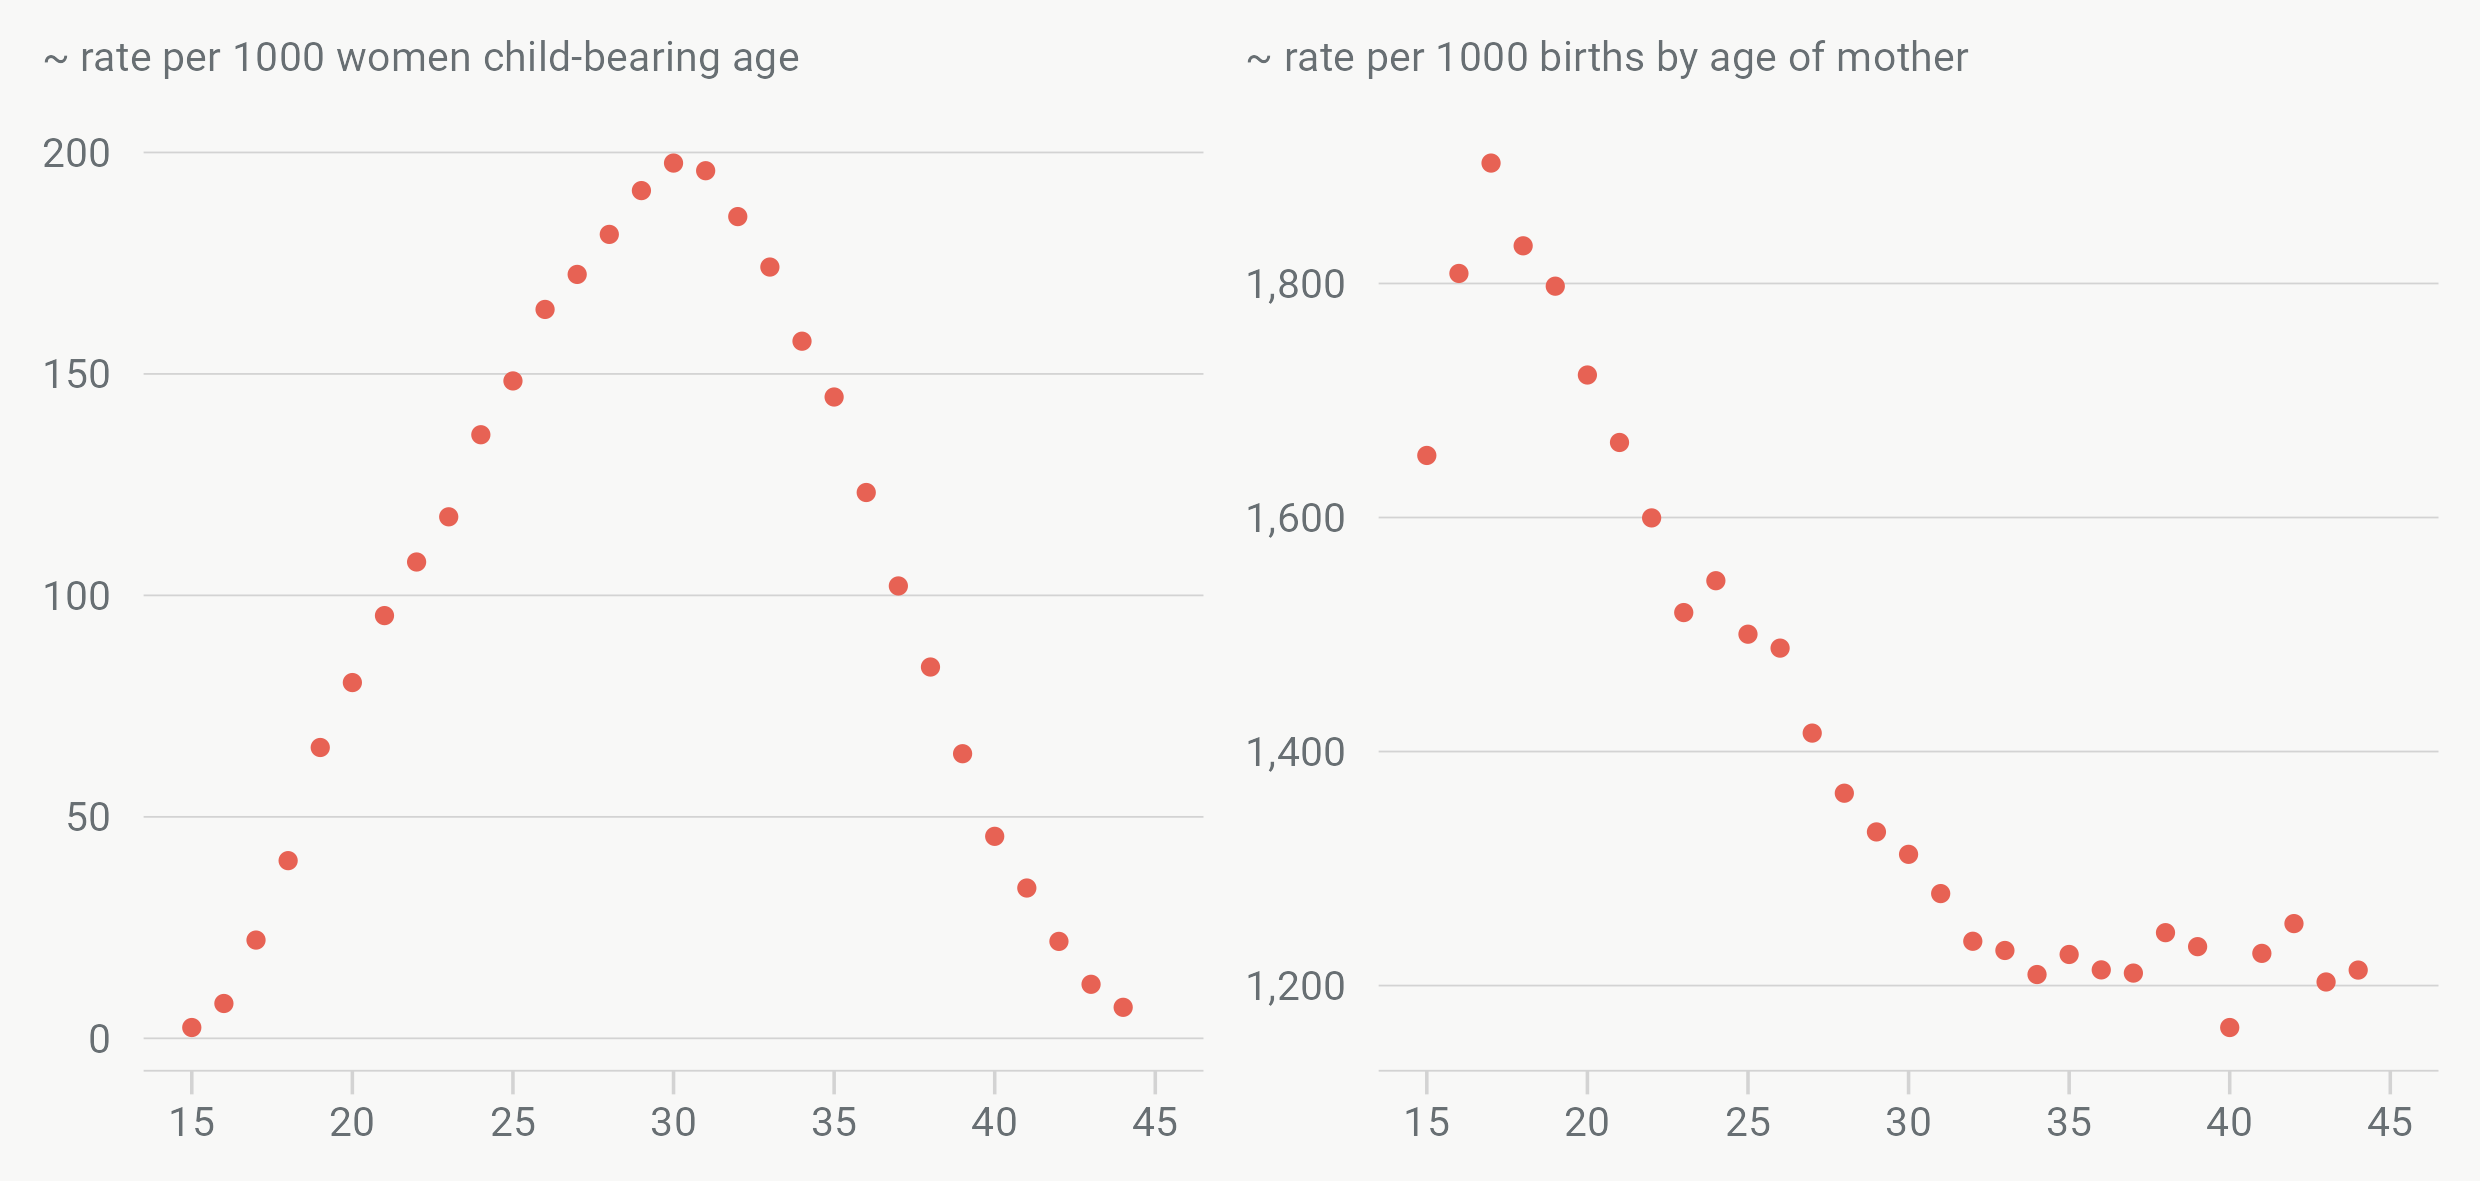 ~ rate per 1000 women child-bearing age
200
150
100
50
0
15 20 25 30 35 40 45
~ rate per 1000 births by age of mother
1,800
1,600
1,400
1,200
15 20 25 30 35 40 45